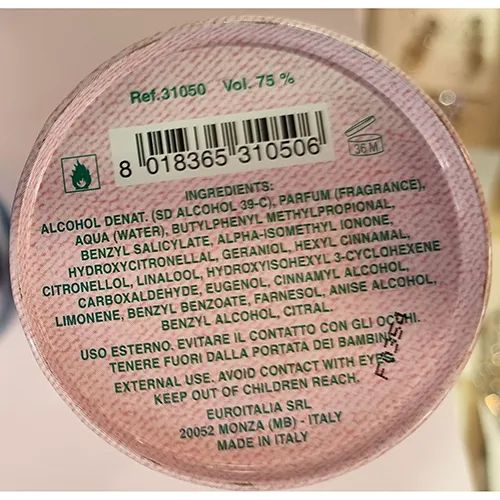 Ref.31050 Vol. 75 %
8 018365 310506
36 M
INGREDIENTS:
ALCOHOL DENAT. (SD ALCOHOL 39-C), PARFUM (FRAGRANCE),
AQUA (WATER), BUTYLPHENYL METHYLPROPIONAL,
BENZYL SALICYLATE, ALPHA-ISOMETHYL IONONE,
HYDROXYCITRONELLAL, GERANIOL, HEXYL CINNAMAL,
CITRONELLOL, LINALOOL, HYDROXYISOHEXYL 3-CYCLOHEXENE
CARBOXALDEHYDE, EUGENOL, CINNAMYL ALCOHOL,
LIMONENE, BENZYL BENZOATE, FARNESOL, ANISE ALCOHOL,
BENZYL ALCOHOL, CITRAL.
USO ESTERNO. EVITARE IL CONTATTO CON GLI OCCHI.
TENERE FUORI DALLA PORTATA DEI BAMBINI.
EXTERNAL USE. AVOID CONTACT WITH EYES
KEEP OUT OF CHILDREN REACH.
EUROITALIA SRL
20052 MONZA (MB) - ITALY
MADE IN ITALY